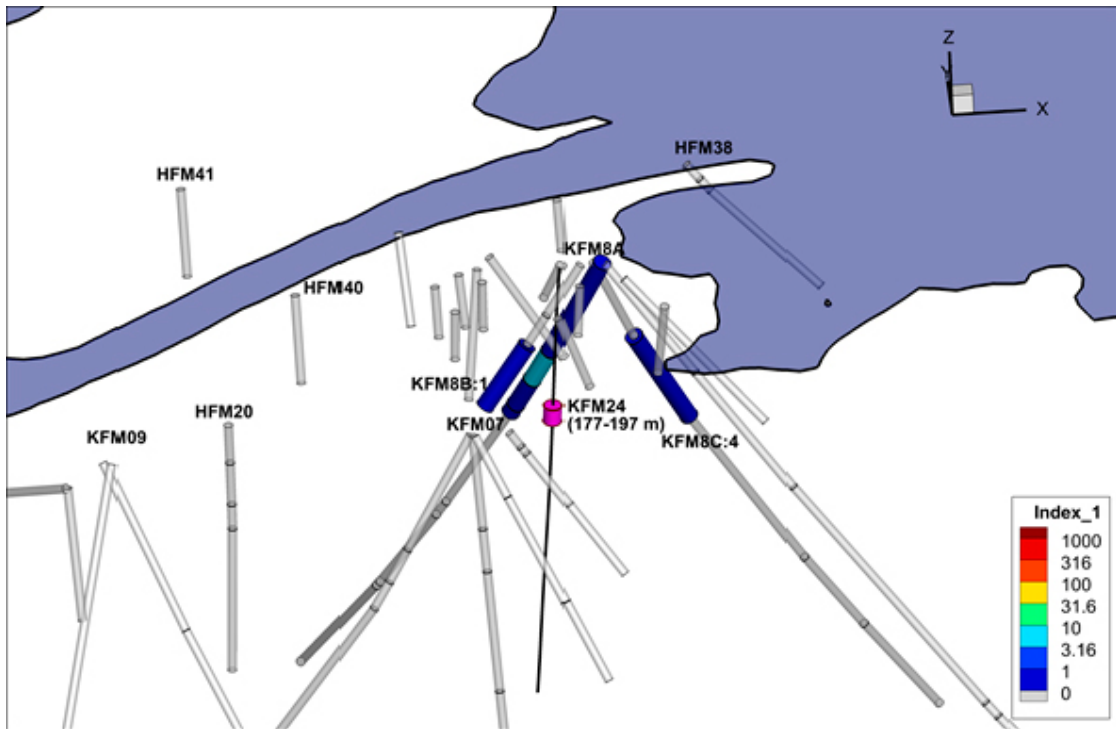 Z
Y
X
HFM38
HFM41
KFM8A
HFM40
KFM8B:1
KFM24
(177-197 m)
HFM20
KFM07
KFM8C:4
KFM09
Index_1
1000
316
100
31.6
10
3.16
1
0